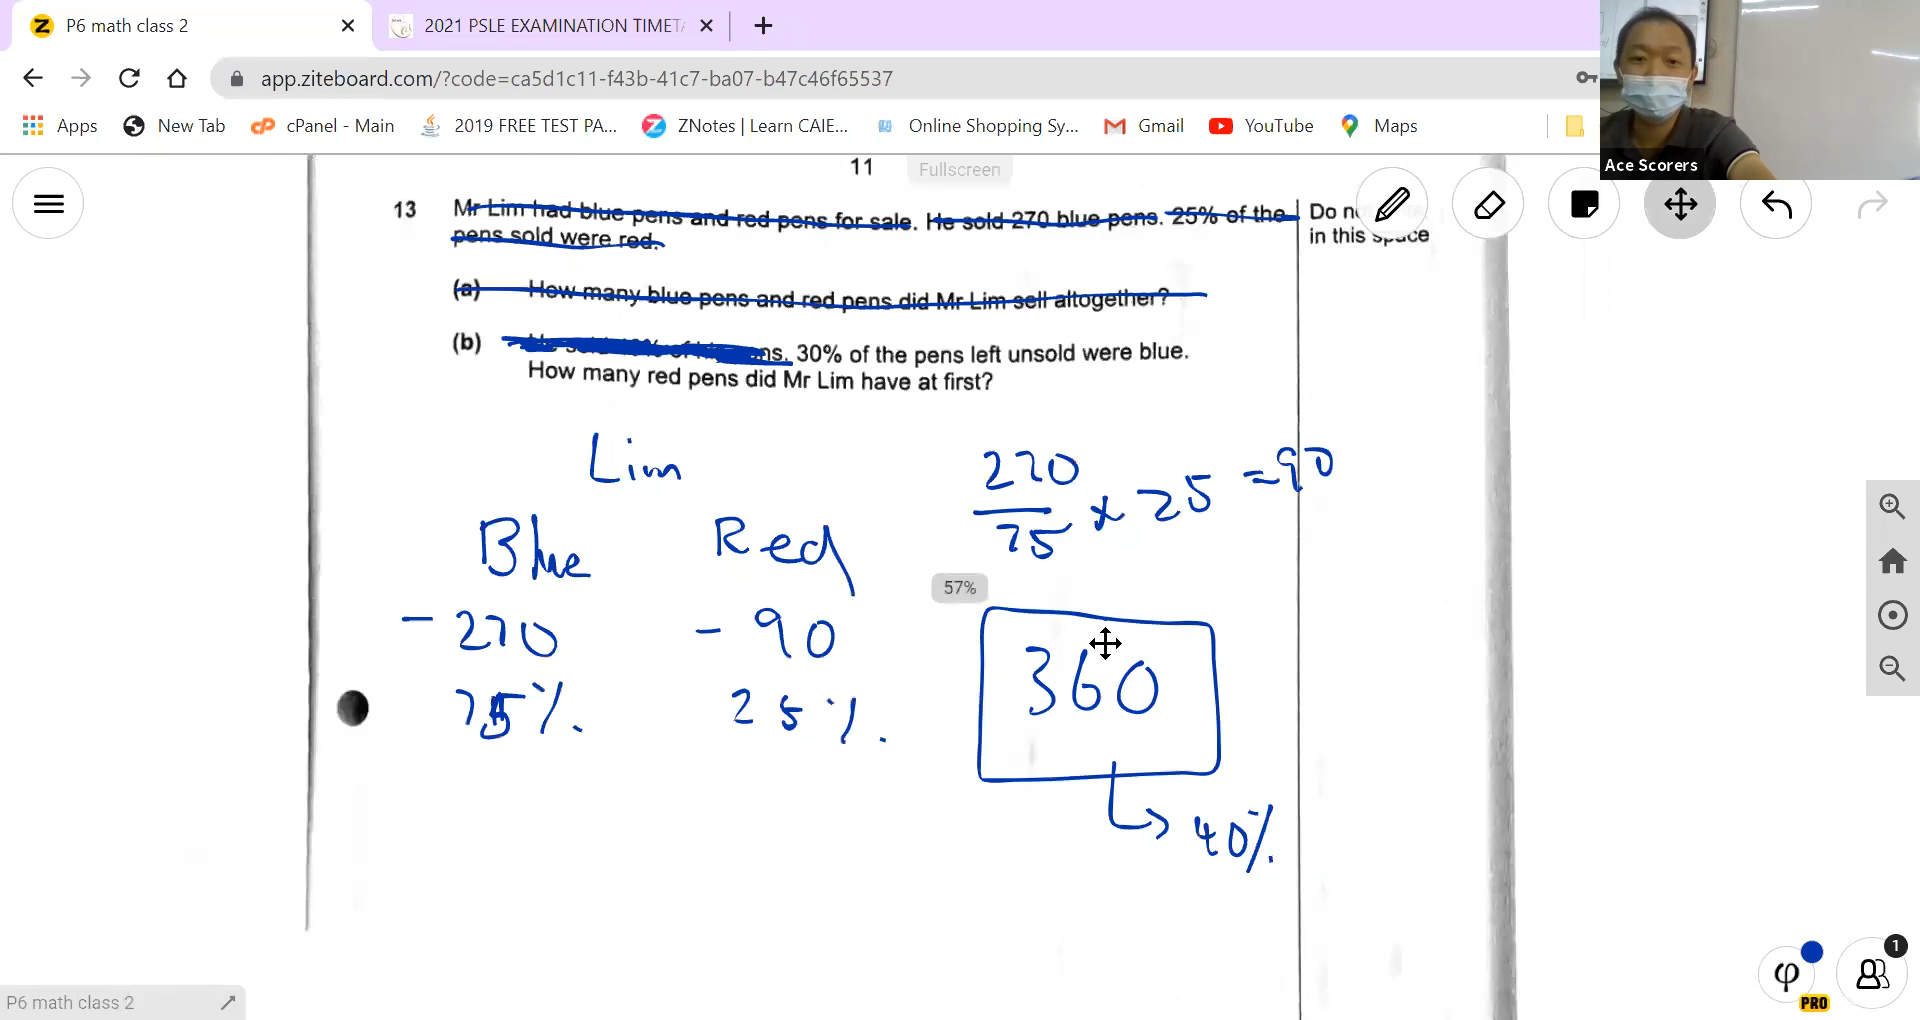 P6 math class 2
2021 PSLE EXAMINATION TIMET
app.ziteboard.com/?code=ca5d1c11-f43b-41c7-ba07-b47c46f65537
Apps New Tab cPanel - Main 2019 FREE TEST PA... ZNotes | Learn CAIE... Online Shopping Sy... Gmail YouTube Maps
Ace Scorers
11
Fullscreen
13 Mr Lim had blue pens and red pens for sale. He sold 270 blue pens. 25% of the
pens sold were red.
Do no
in this space
(a) How many blue pens and red pens did Mr Lim sell altogether?
(b) 30% of the pens left unsold were blue.
How many red pens did Mr Lim have at first?
Lim
270
75 × 25 = 90
Blue Red
57%
- 270 - 90
360
75%. 25%.
40%.
1
P6 math class 2
φ
PRO